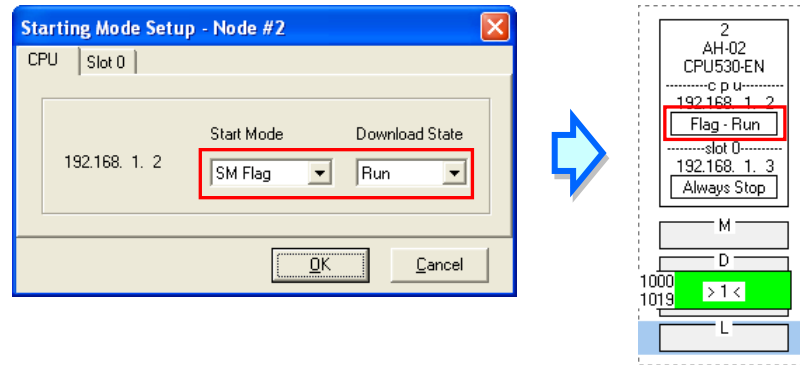 Starting Mode Setup - Node #2
CPU
Slot 0
Start Mode
Download State
192.168. 1. 2
SM Flag
Run
OK
Cancel
2
AH-02
CPU530-EN
---------c p u---------
192.168. 1. 2
Flag - Run
--------slot 0--------
192.168. 1. 3
Always Stop
M
D
1000
1019
> 1 <
L